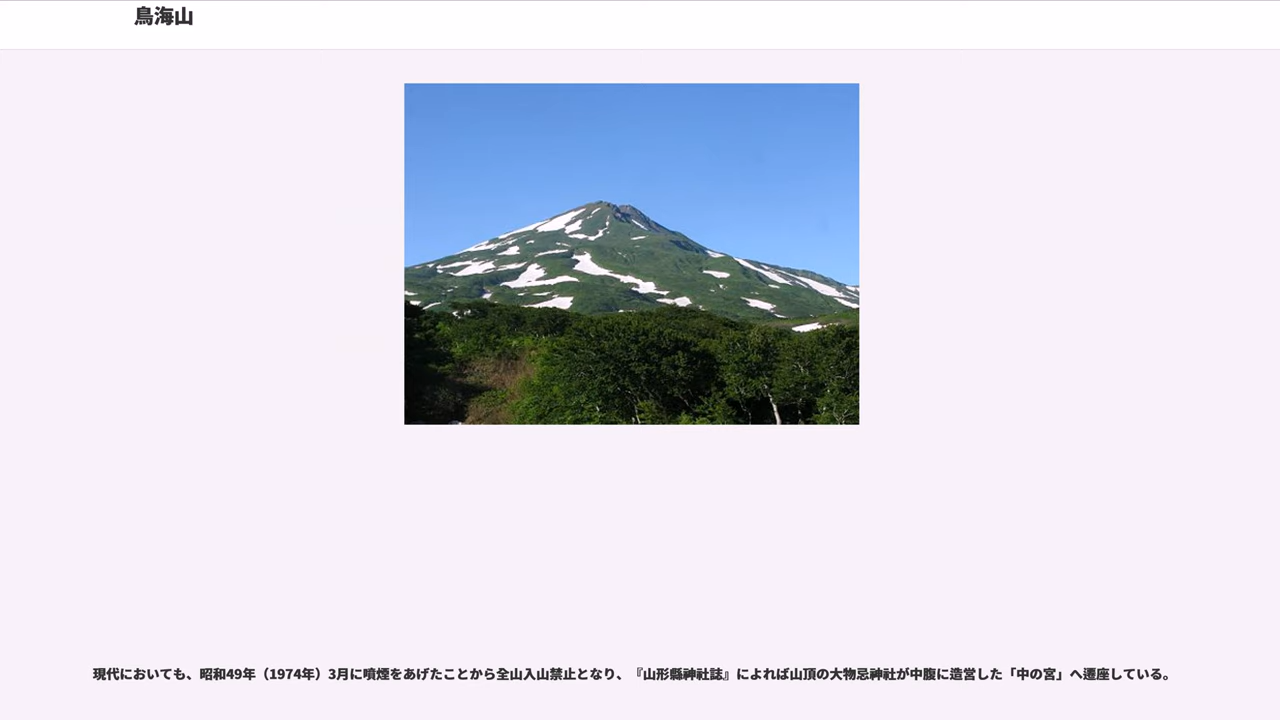 鳥海山
現代においても、昭和49年（1974年）3月に噴煙をあげたことから全山入山禁止となり、『山形縣神社誌』によれば山頂の大物忌神社が中腹に造営した「中の宮」へ遷座している。